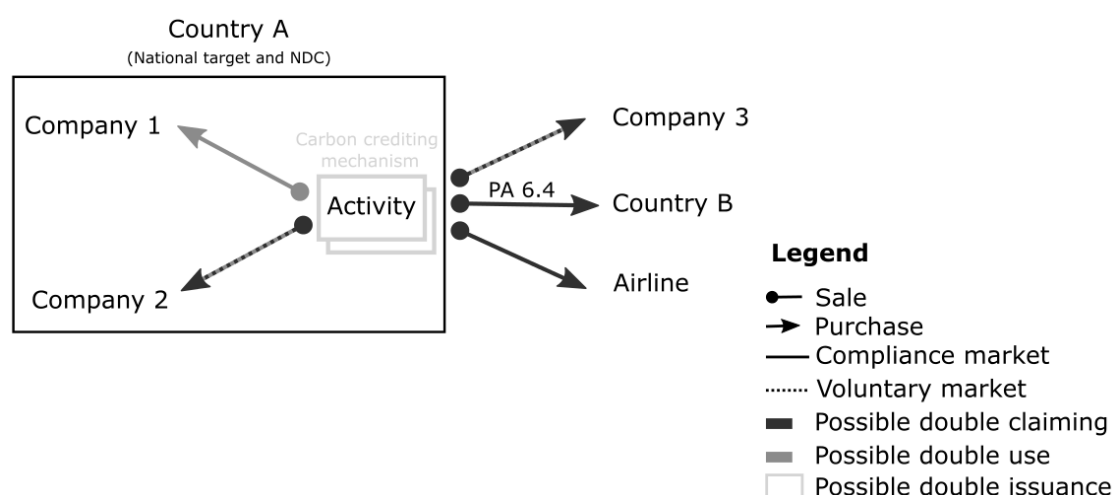 Country A
(National target and NDC)
Company 1
Carbon crediting
mechanism
Activity
Company 2
Company 3
PA 6.4
Country B
Airline
Legend
Sale
Purchase
Compliance market
Voluntary market
Possible double claiming
Possible double use
Possible double issuance